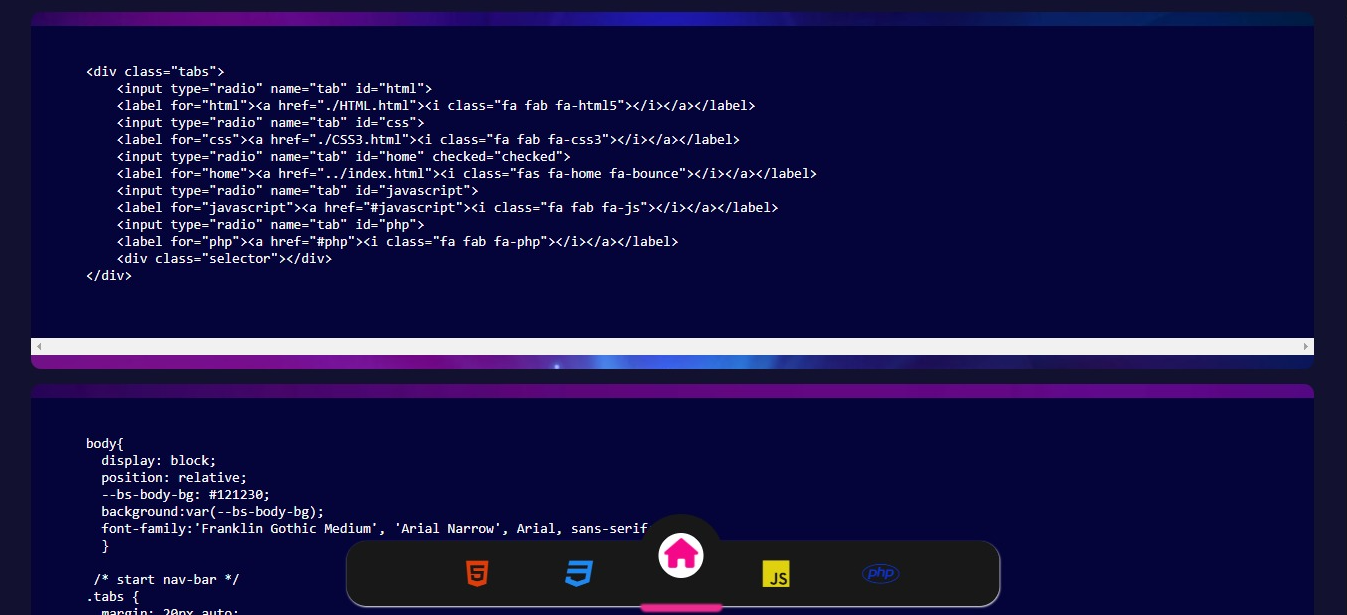 <div class="tabs">
    <input type="radio" name="tab" id="html">
    <label for="html"><a href="./HTML.html"><i class="fa fab fa-html5"></i></a></label>
    <input type="radio" name="tab" id="css">
    <label for="css"><a href="./CSS3.html"><i class="fa fab fa-css3"></i></a></label>
    <input type="radio" name="tab" id="home" checked="checked">
    <label for="home"><a href="../index.html"><i class="fas fa-home fa-bounce"></i></a></label>
    <input type="radio" name="tab" id="javascript">
    <label for="javascript"><a href="#javascript"><i class="fa fab fa-js"></i></a></label>
    <input type="radio" name="tab" id="php">
    <label for="php"><a href="#php"><i class="fa fab fa-php"></i></a></label>
    <div class="selector"></div>
</div>
body{
  display: block;
  position: relative;
  --bs-body-bg: #121230;
  background:var(--bs-body-bg);
  font-family:'Franklin Gothic Medium', 'Arial Narrow', Arial, sans-serif
  }
 /* start nav-bar */
.tabs {
  margin: 20px auto;
5 3 JS php